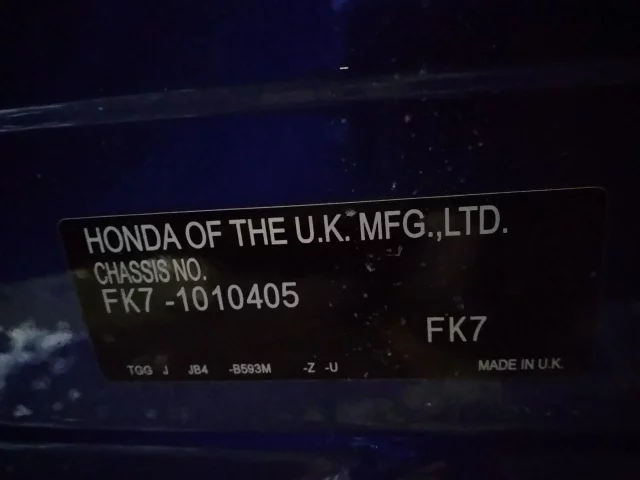 HONDA OF THE U.K. MFG.,LTD.
CHASSIS NO.
FK7-1010405
FK7
TGG J JB4 -B593M -Z -U
MADE IN U.K.